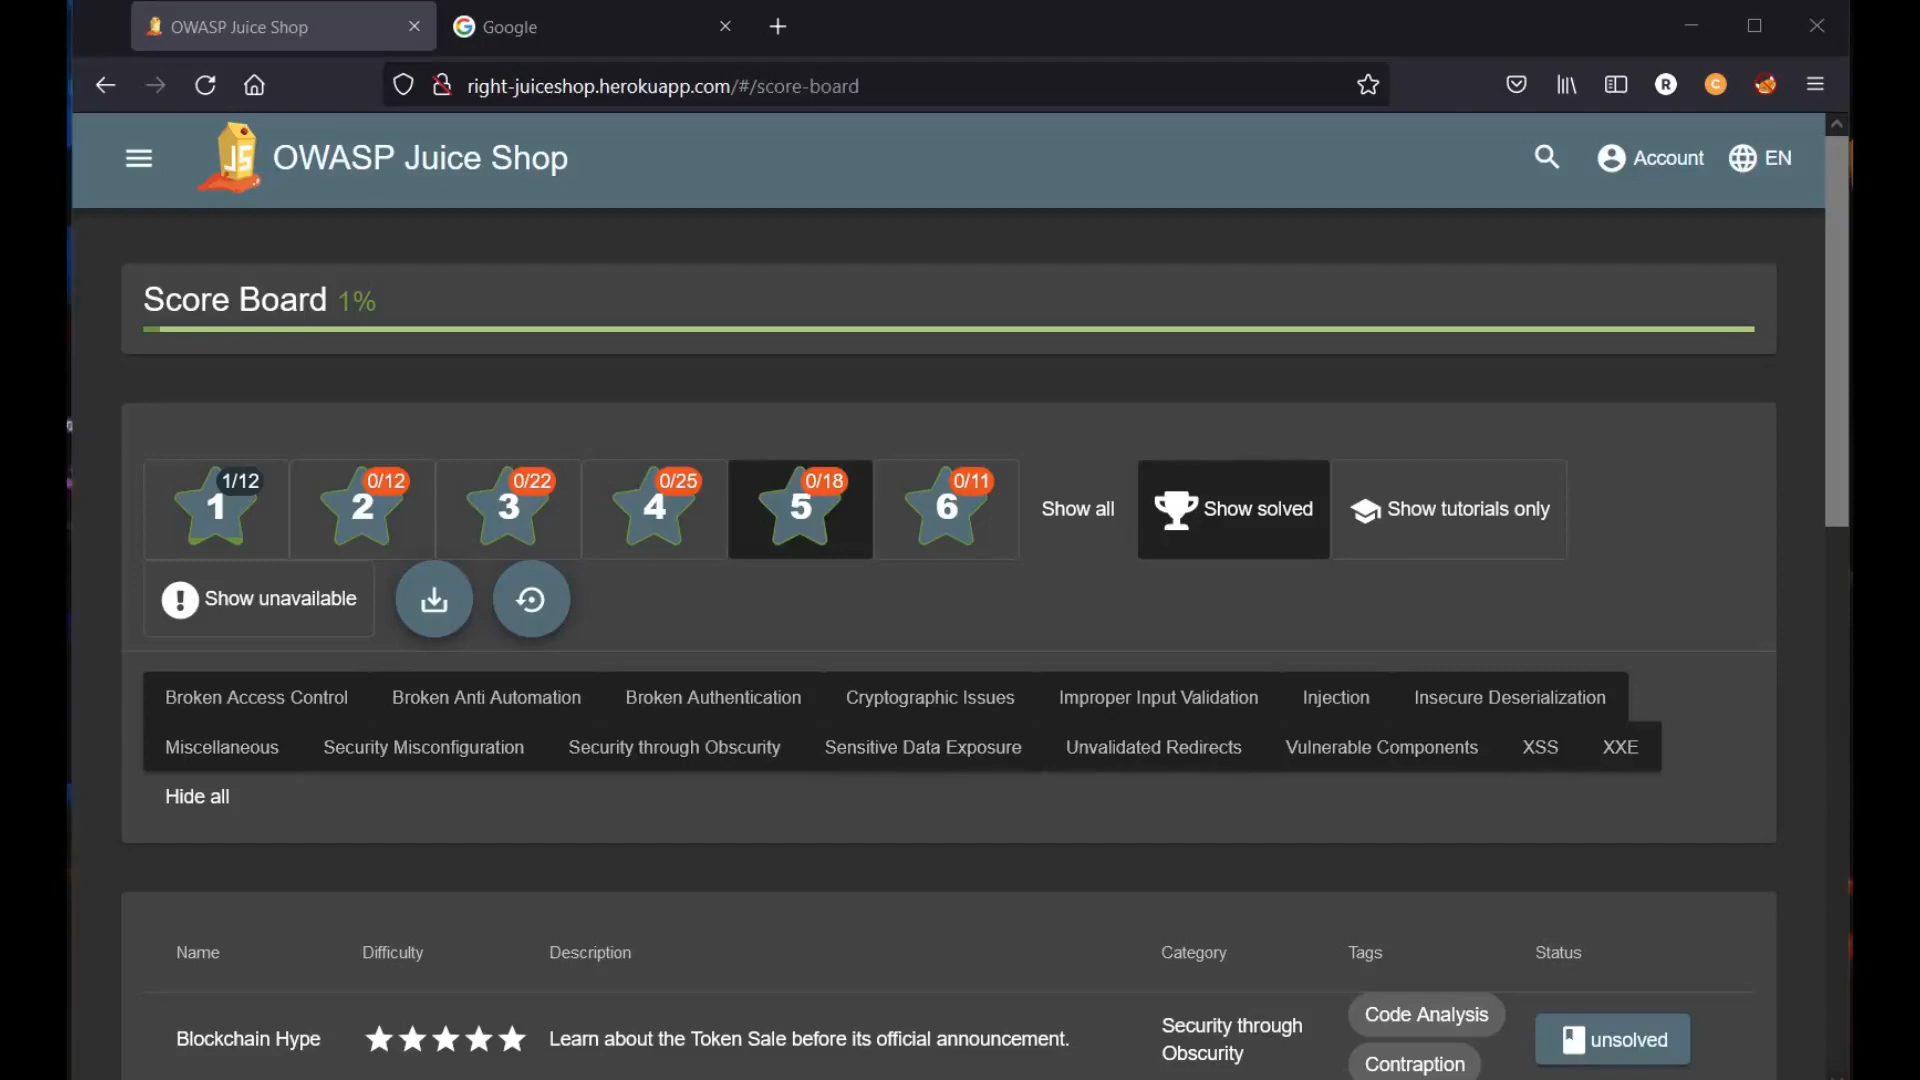 OWASP Juice Shop
Google
right-juiceshop.herokuapp.com/#/score-board
R
C
JS
OWASP Juice Shop
Account
EN
Score Board 1%
1/12
0/12
0/22
0/25
0/18
0/11
1
2
3
4
5
6
Show all
Show solved
Show tutorials only
Show unavailable
Broken Access Control Broken Anti Automation Broken Authentication Cryptographic Issues Improper Input Validation Injection Insecure Deserialization
Miscellaneous Security Misconfiguration Security through Obscurity Sensitive Data Exposure Unvalidated Redirects Vulnerable Components XSS XXE
Hide all
Name Difficulty Description Category Tags Status
Blockchain Hype
Learn about the Token Sale before its official announcement.
Security through
Obscurity
Code Analysis
Contraption
unsolved